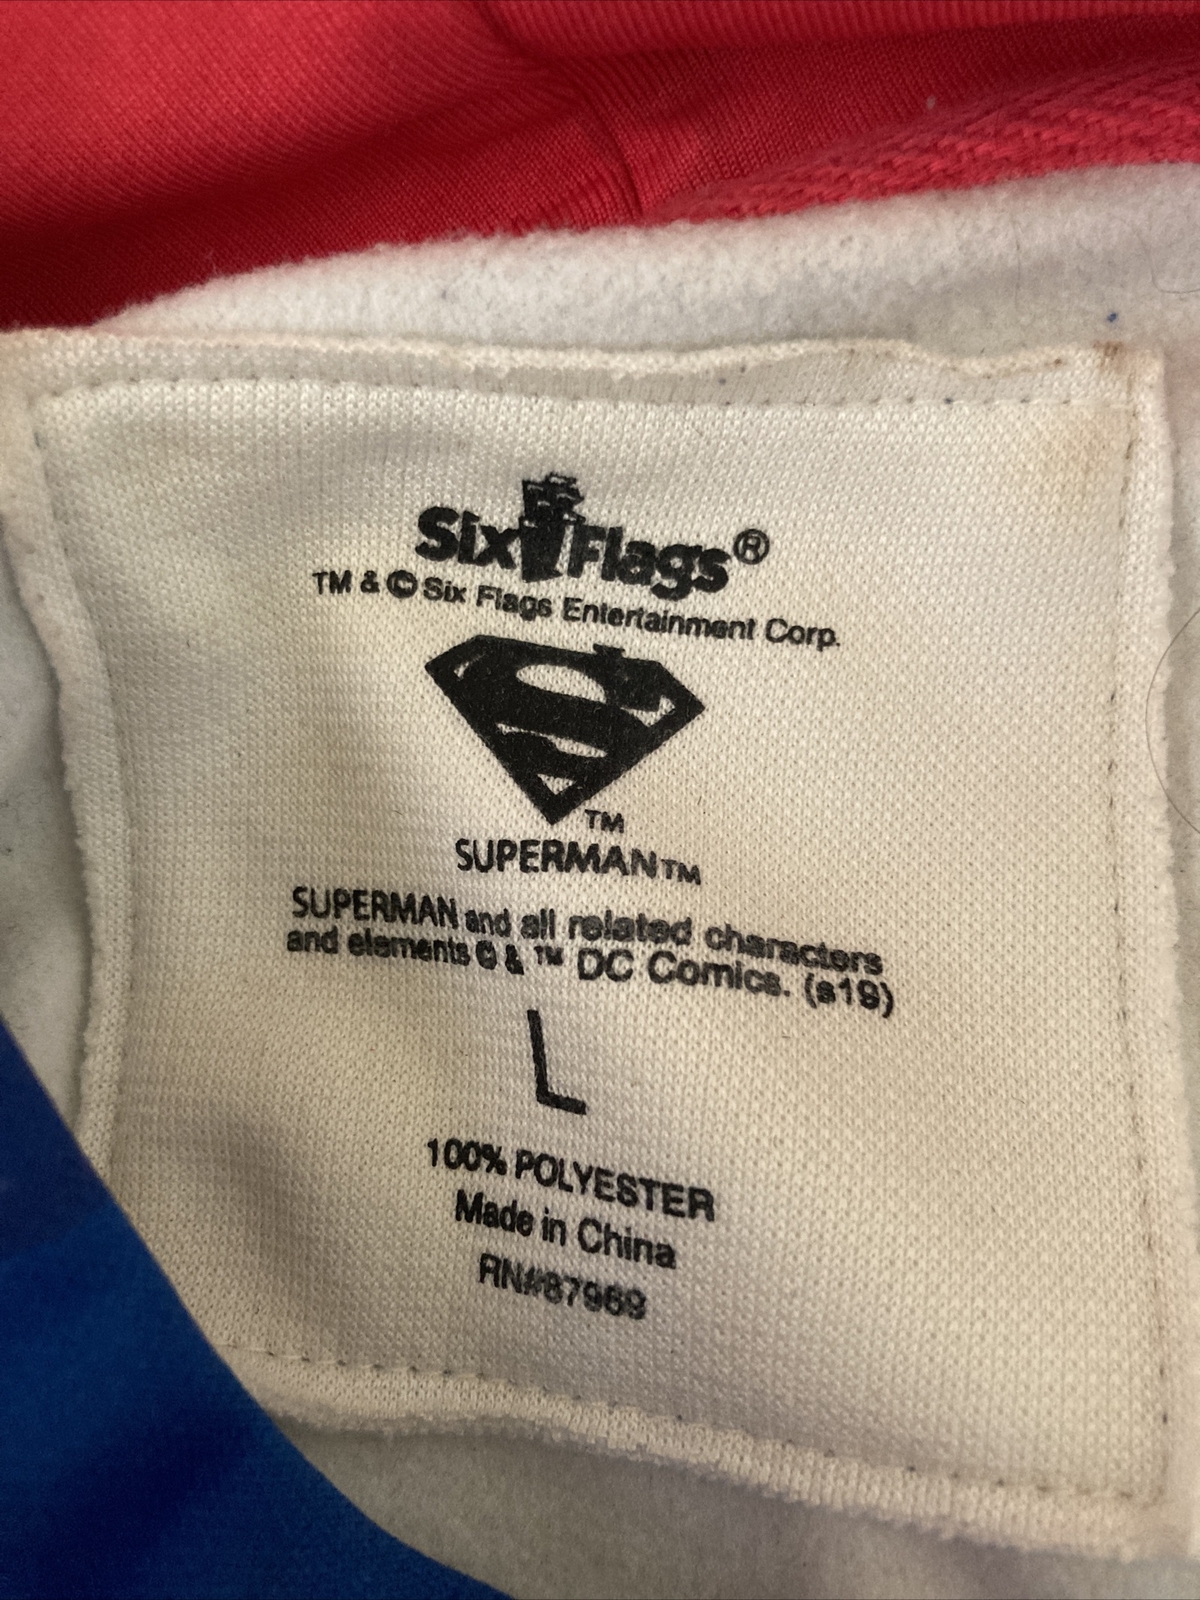 Six Flags®
TM & © Six Flags Entertainment Corp.
S
TM
SUPERMAN™
SUPERMAN and all related characters
and elements © & ™ DC Comics. (s19)
L
100% POLYESTER
Made in China
RN#87969